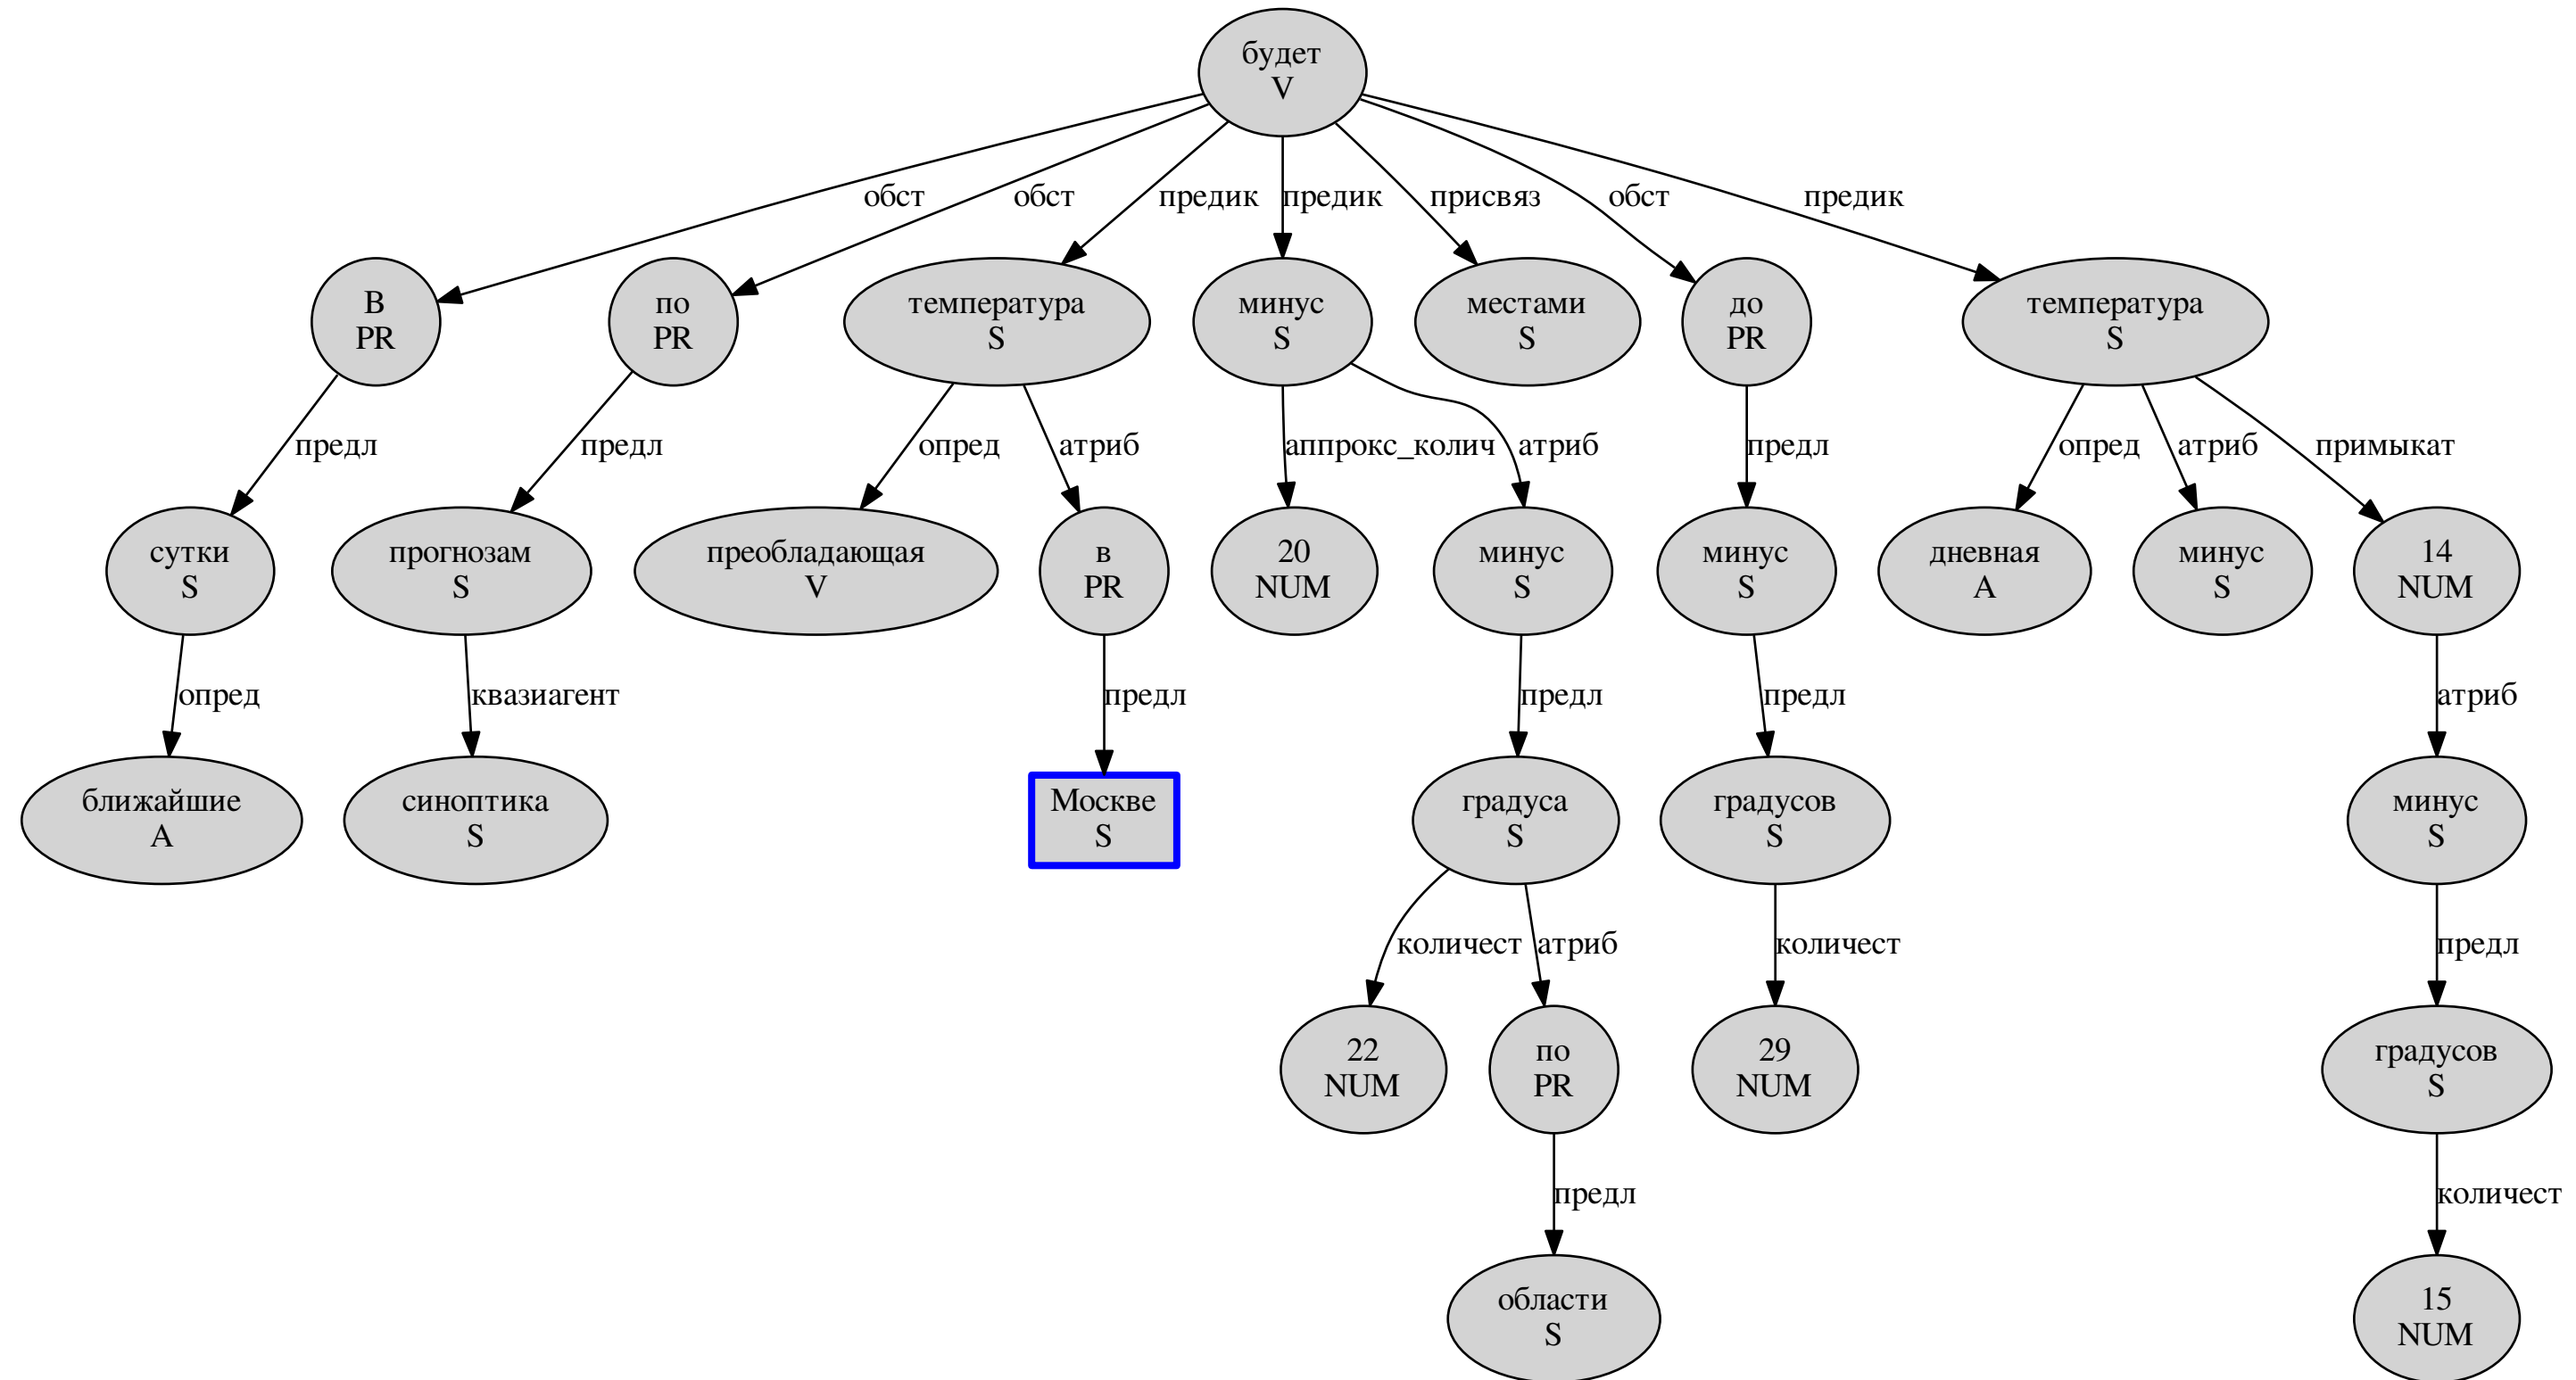 будет
V
обст
обст
предик
предик
присвяз
обст
предик
В
PR
по
PR
температура
S
минус
S
местами
S
до
PR
температура
S
предл
предл
опред
атриб
аппрокс_колич
атриб
предл
опред
атриб
примыкат
сутки
S
прогнозам
S
преобладающая
V
в
PR
20
NUM
минус
S
минус
S
дневная
A
минус
S
14
NUM
опред
квазиагент
предл
предл
предл
атриб
ближайшие
A
синоптика
S
Москве
S
градуса
S
градусов
S
минус
S
количест
атриб
количест
предл
22
NUM
по
PR
29
NUM
градусов
S
предл
количест
области
S
15
NUM